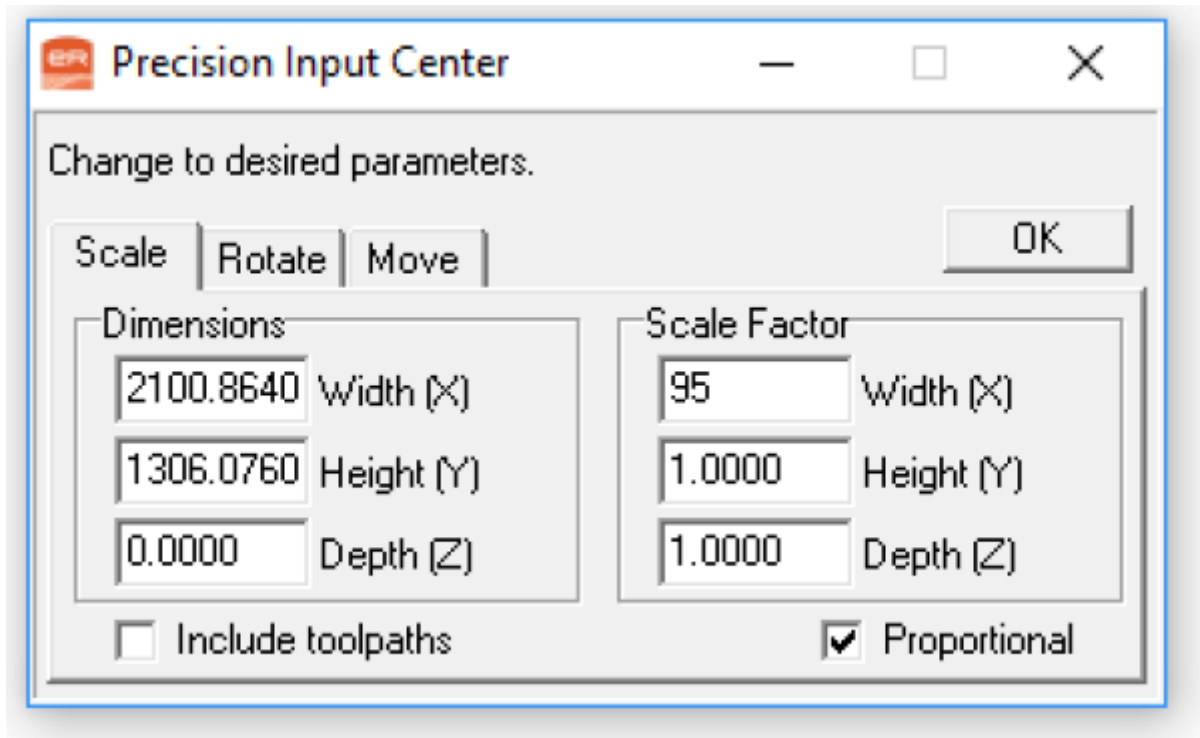 eR Precision Input Center
Change to desired parameters.
OK
Scale Rotate Move
Dimensions Scale Factor
2100.8640 Width (X) 95 Width (X)
1306.0760 Height (Y) 1.0000 Height (Y)
0.0000 Depth (Z) 1.0000 Depth (Z)
Include toolpaths Proportional